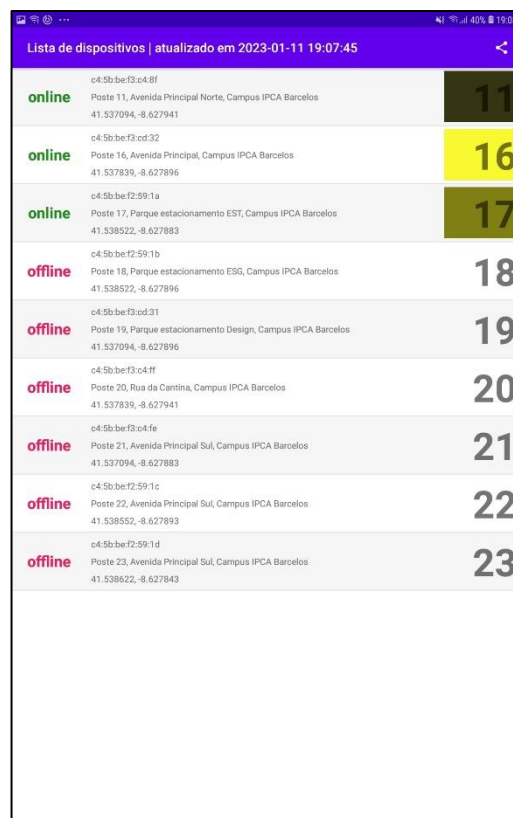 40% 19:0
Lista de dispositivos | atualizado em 2023-01-11 19:07:45
c4:5b:be:f3:c4:8f
online
Poste 11, Avenida Principal Norte, Campus IPCA Barcelos
11
41.537094,-8.627941
c4:5b:be:f3:cd:32
online
Poste 16, Avenida Principal, Campus IPCA Barcelos
16
41.537839,-8.627896
c4:5b:be:f2:59:1a
online
Poste 17, Parque estacionamento EST, Campus IPCA Barcelos
17
41.538522,-8.627883
c4:5b:be:f2:59:1b
offline
Poste 18, Parque estacionamento ESG, Campus IPCA Barcelos
18
41.538522,-8.627896
c4:5b:be:f3:cd:31
offline
Poste 19, Parque estacionamento Design, Campus IPCA Barcelos
19
41.537094,-8.627896
c4:5b:be:f3:c4:ff
offline
Poste 20, Rua da Cantina, Campus IPCA Barcelos
20
41.537839,-8.627941
c4:5b:be:f3:c4:fe
offline
Poste 21, Avenida Principal Sul, Campus IPCA Barcelos
21
41.537094,-8.627883
c4:5b:be:f2:59:1c
offline
Poste 22, Avenida Principal Sul, Campus IPCA Barcelos
22
41.538552,-8.627893
c4:5b:be:f2:59:1d
offline
Poste 23, Avenida Principal Sul, Campus IPCA Barcelos
23
41.538622,-8.627843